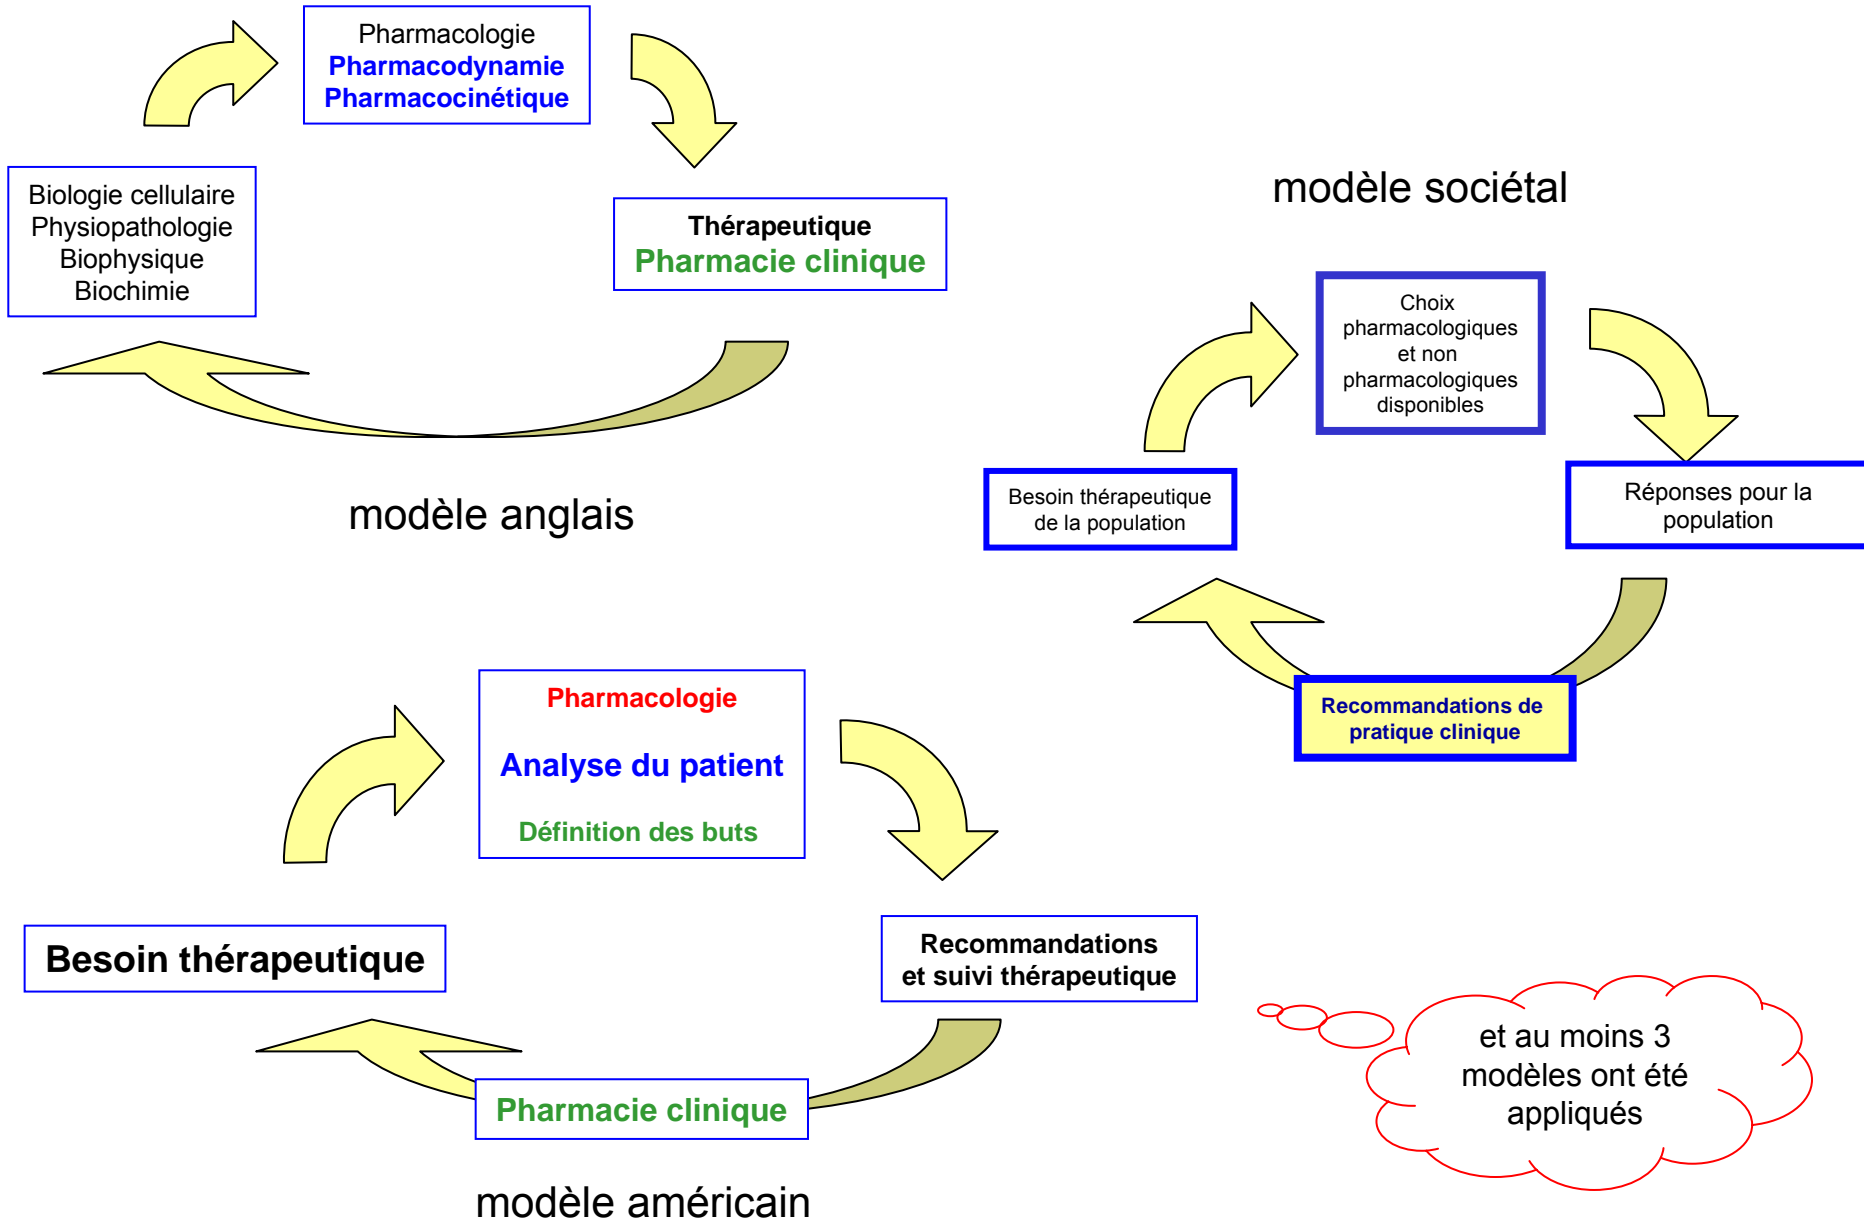 Pharmacologie
Pharmacodynamie
Pharmacocinétique
Biologie cellulaire
Physiopathologie
Biophysique
Biochimie
Thérapeutique
Pharmacie clinique
modèle anglais
modèle sociétal
Choix
pharmacologiques
et non
pharmacologiques
disponibles
Besoin thérapeutique
de la population
Réponses pour la
population
Recommandations de
pratique clinique
Pharmacologie
Analyse du patient
Définition des buts
Besoin thérapeutique
Recommandations
et suivi thérapeutique
Pharmacie clinique
modèle américain
et au moins 3
modèles ont été
appliqués